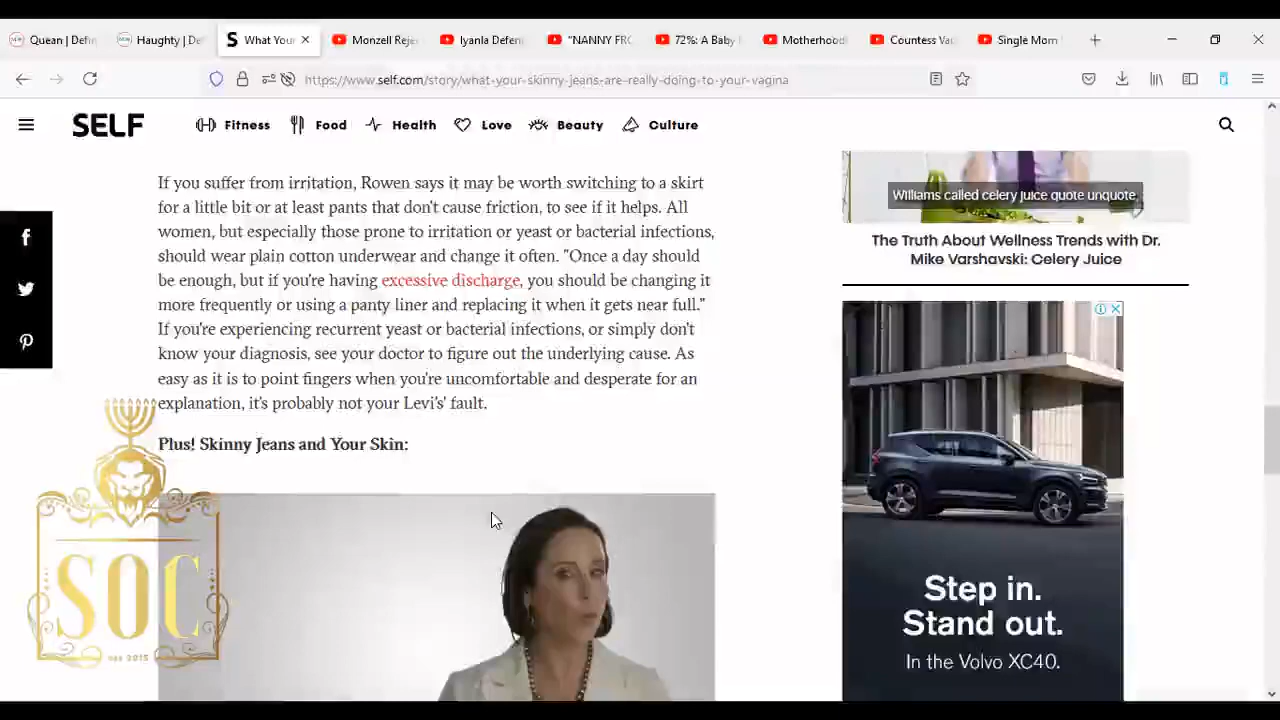 Quean | Defin
Haughty | De
What You
Monzell Reje
Iyanla Defen
"NANNY FRO
72%: A Baby
Motherhood
Countess Va
Single Mom
https://www.self.com/story/what-your-skinny-jeans-are-really-doing-to-your-vagina
SELF
Fitness
Food
Health
Love
Beauty
Culture
If you suffer from irritation, Rowen says it may be worth switching to a skirt
for a little bit or at least pants that don't cause friction, to see if it helps. All
women, but especially those prone to irritation or yeast or bacterial infections,
should wear plain cotton underwear and change it often. "Once a day should
be enough, but if you're having excessive discharge, you should be changing it
more frequently or using a panty liner and replacing it when it gets near full."
If you're experiencing recurrent yeast or bacterial infections, or simply don't
know your diagnosis, see your doctor to figure out the underlying cause. As
easy as it is to point fingers when you're uncomfortable and desperate for an
explanation, it's probably not your Levi's' fault.
Plus! Skinny Jeans and Your Skin:
Williams called celery juice quote unquote,
The Truth About Wellness Trends with Dr.
Mike Varshavski: Celery Juice
Step in.
Stand out.
In the Volvo XC40.
SOC
2015